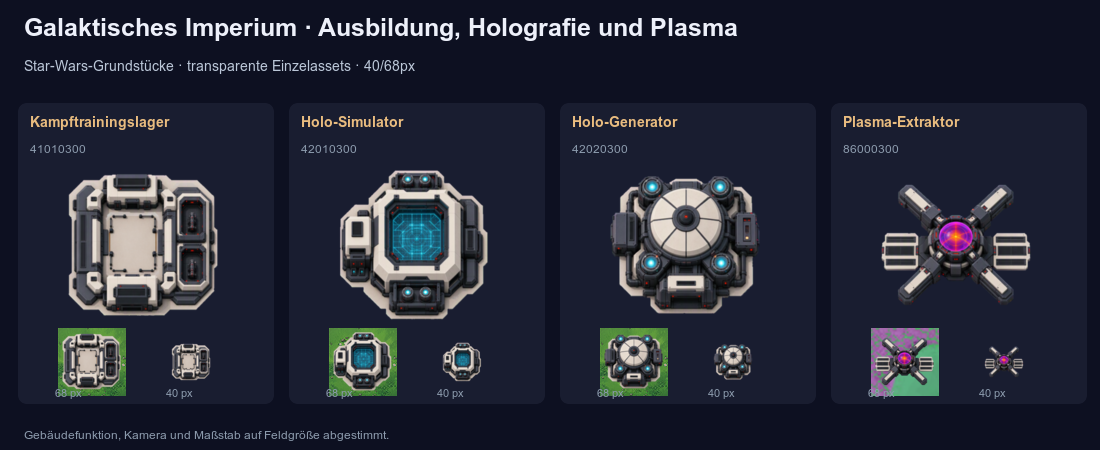 Galaktisches Imperium · Ausbildung, Holografie und Plasma
Star-Wars-Grundstücke · transparente Einzelassets · 40/68px
Kampftrainingslager
41010300
68 px
40 px
Holo-Simulator
42010300
68 px
40 px
Holo-Generator
42020300
68 px
40 px
Plasma-Extraktor
86000300
68 px
40 px
Gebäudefunktion, Kamera und Maßstab auf Feldgröße abgestimmt.